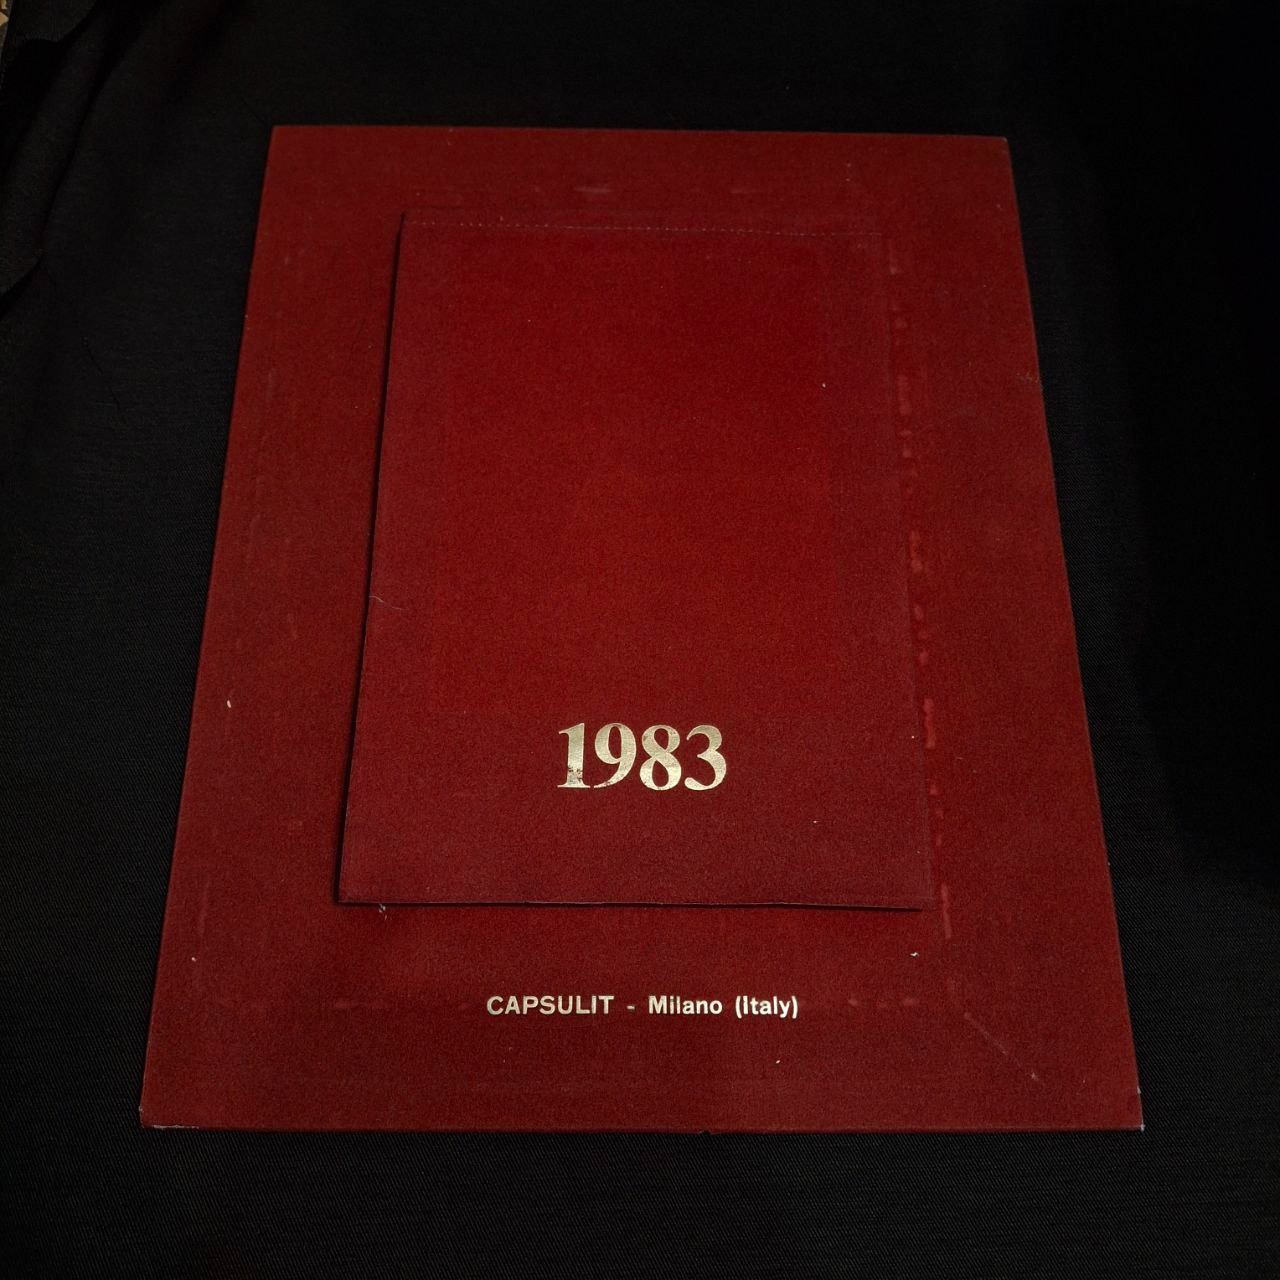 1983
CAPSULIT - Milano (Italy)